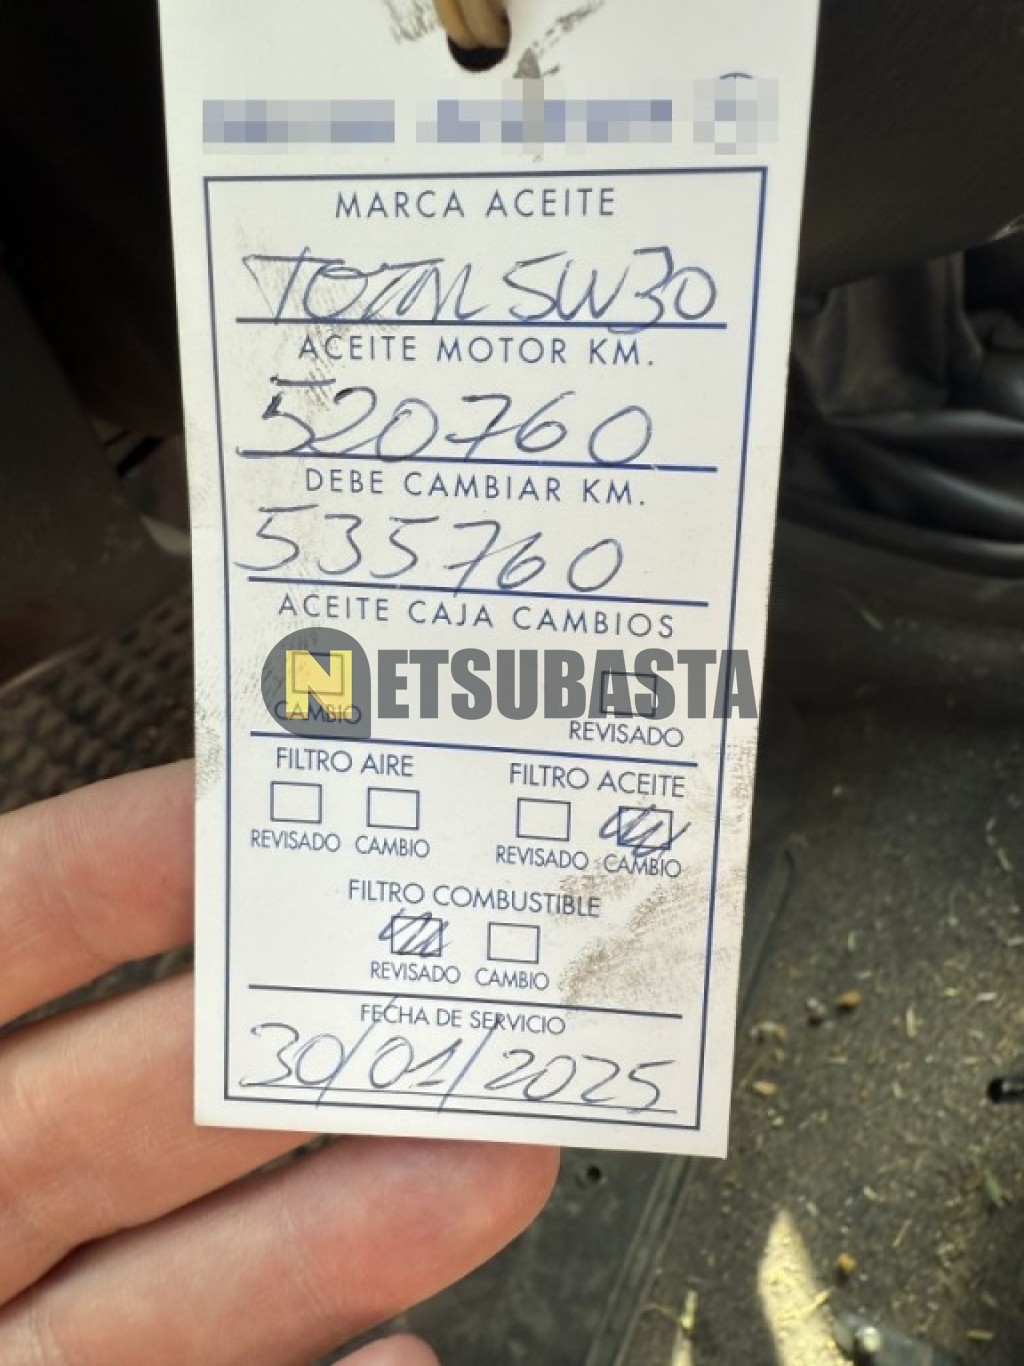 MARCA ACEITE
TOTAL 5W30
ACEITE MOTOR KM.
520760
DEBE CAMBIAR KM.
535760
ACEITE CAJA CAMBIOS
NETSUBASTA
CAMBIO REVISADO
FILTRO AIRE FILTRO ACEITE
REVISADO CAMBIO REVISADO CAMBIO
FILTRO COMBUSTIBLE
REVISADO CAMBIO
FECHA DE SERVICIO
30/01/2025